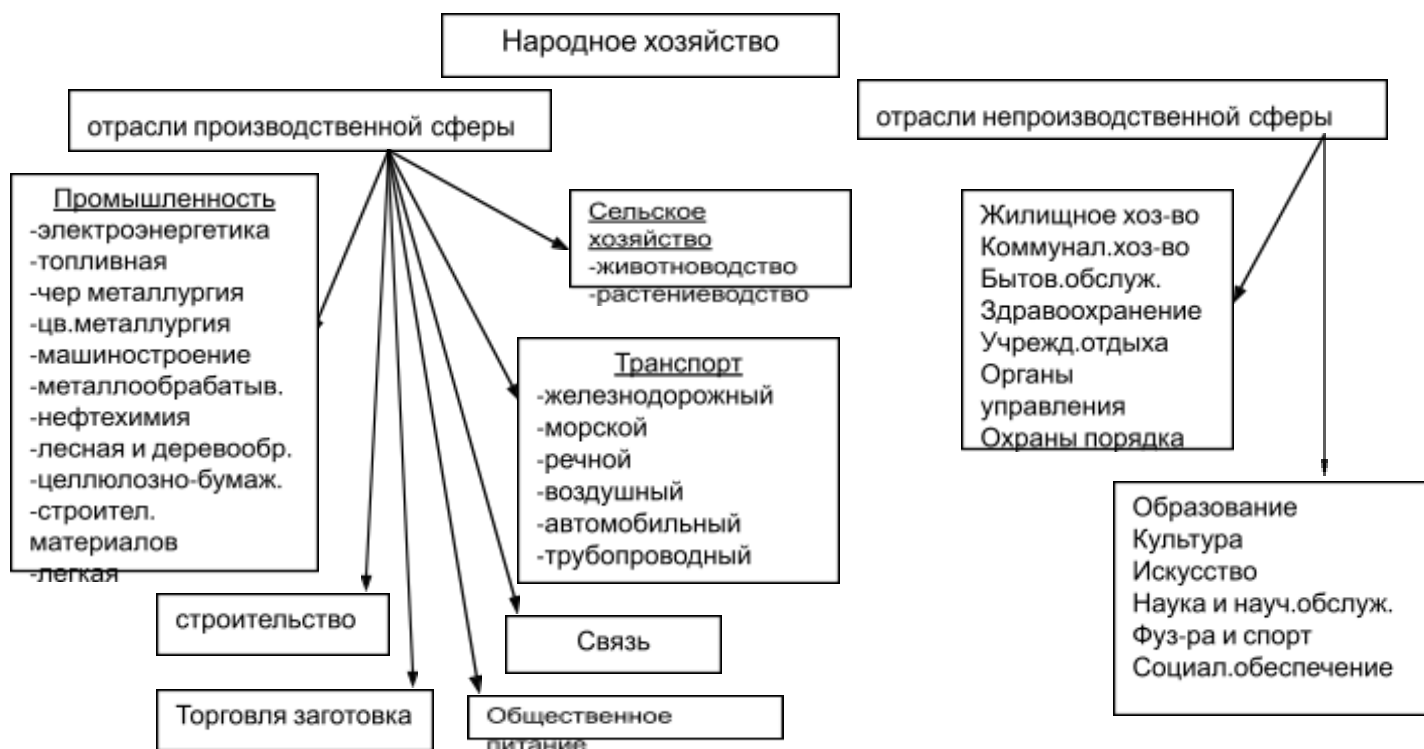 Народное хозяйство
отрасли производственной сферы
отрасли непроизводственной сферы
Промышленность
-электроэнергетика
-топливная
-чер металлургия
-цв.металлургия
-машиностроение
-металлообрабатыв.
-нефтехимия
-лесная и деревообр.
-целлюлозно-бумаж.
-строител.
материалов
-легкая
Сельское
хозяйство
-животноводство
-растениеводство
Транспорт
-железнодорожный
-морской
-речной
-воздушный
-автомобильный
-трубопроводный
Жилищное хоз-во
Коммунал.хоз-во
Бытов.обслуж.
Здравоохранение
Учрежд.отдыха
Органы
управления
Охраны порядка
Образование
Культура
Искусство
Наука и науч.обслуж.
Фуз-ра и спорт
Социал.обеспечение
строительство
Связь
Торговля заготовка
Общественное
питание